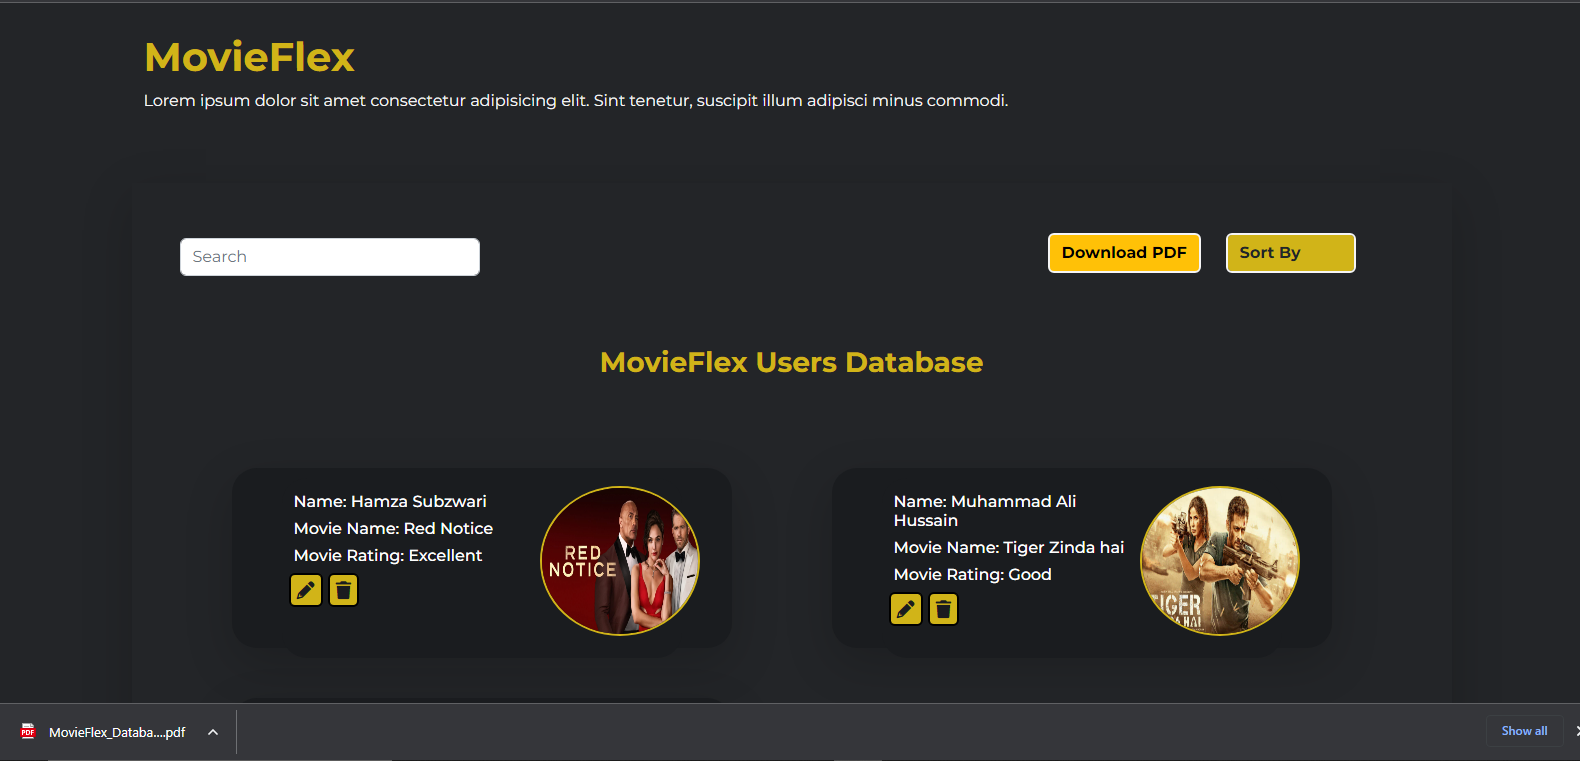 MovieFlex
Lorem ipsum dolor sit amet consectetur adipisicing elit. Sint tenetur, suscipit illum adipisci minus commodi.
Search
Download PDF
Sort By
MovieFlex Users Database
Name: Hamza Subzwari
Movie Name: Red Notice
Movie Rating: Excellent
RED
NOTICE
Name: Muhammad Ali
Hussain
Movie Name: Tiger Zinda hai
Movie Rating: Good
TIGER
HAI
PDF
MovieFlex_Databa....pdf
Show all